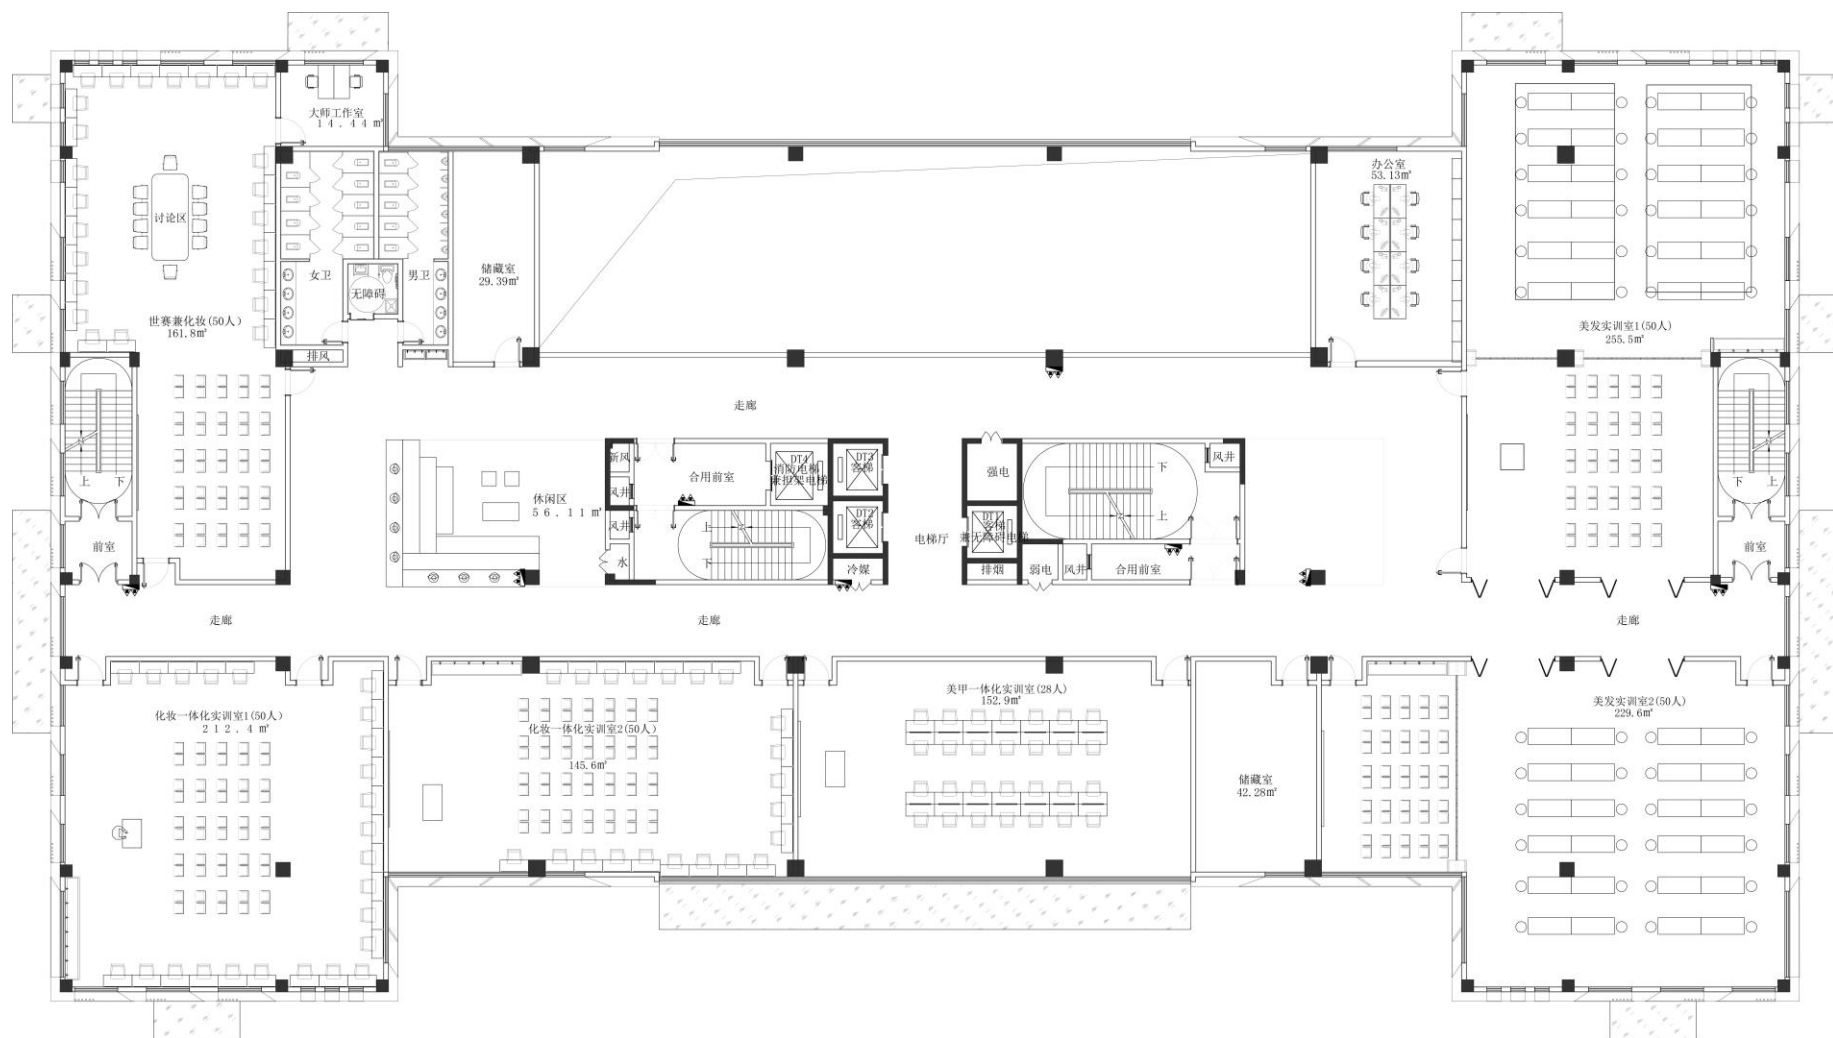 大师工作室
14.44㎡
办公室
53.13㎡
讨论区
女卫
无障碍
男卫
储藏室
29.39㎡
世赛兼化妆(50人)
161.8㎡
排风
美发实训室1(50人)
255.5㎡
走廊
新风
合用前室
DT4
消防电梯
兼担架电梯
DT3
客梯
强电
下
风井
上 下
风井
休闲区
56.11㎡
下 上
风井
上
DT2
客梯
电梯厅
DT1
客梯
兼无障碍电梯
上
前室
水
下
冷媒
排烟
弱电
风井
合用前室
前室
走廊
走廊
走廊
化妆一体化实训室1(50人)
212.4㎡
化妆一体化实训室2(50人)
145.6㎡
美甲一体化实训室(28人)
152.9㎡
储藏室
42.28㎡
美发实训室2(50人)
229.6㎡